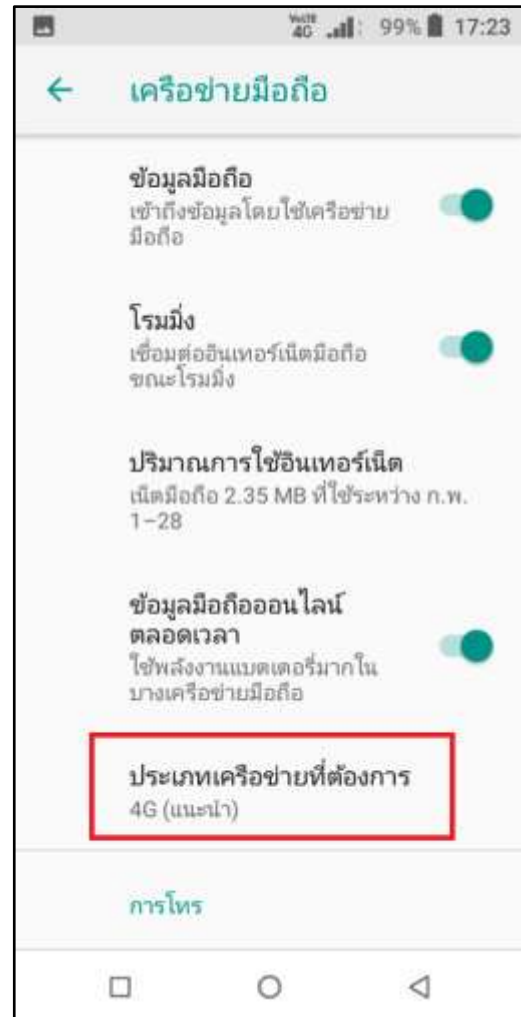 VoLTE 4G 99% 17:23
เครือข่ายมือถือ
ข้อมูลมือถือ
เข้าถึงข้อมูลโดยใช้เครือข่าย
มือถือ
โรมมิ่ง
เชื่อมต่ออินเทอร์เน็ตมือถือ
ขณะโรมมิ่ง
ปริมาณการใช้อินเทอร์เน็ต
เน็ตมือถือ 2.35 MB ที่ใช้ระหว่าง ก.พ.
1–28
ข้อมูลมือถือออนไลน์
ตลอดเวลา
ใช้พลังงานแบตเตอรี่มากใน
บางเครือข่ายมือถือ
ประเภทเครือข่ายที่ต้องการ
4G (แนะนำ)
การโทร